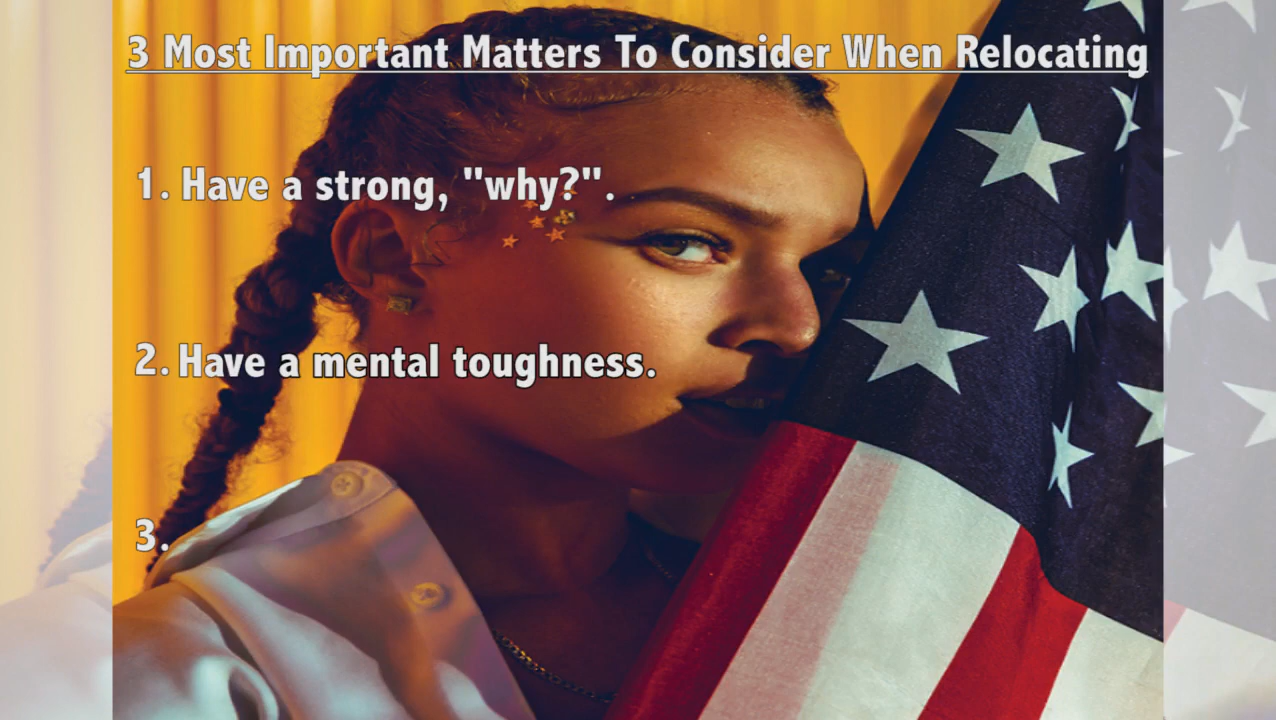 3 Most Important Matters To Consider When Relocating
1. Have a strong, "why?".
2. Have a mental toughness.
3.